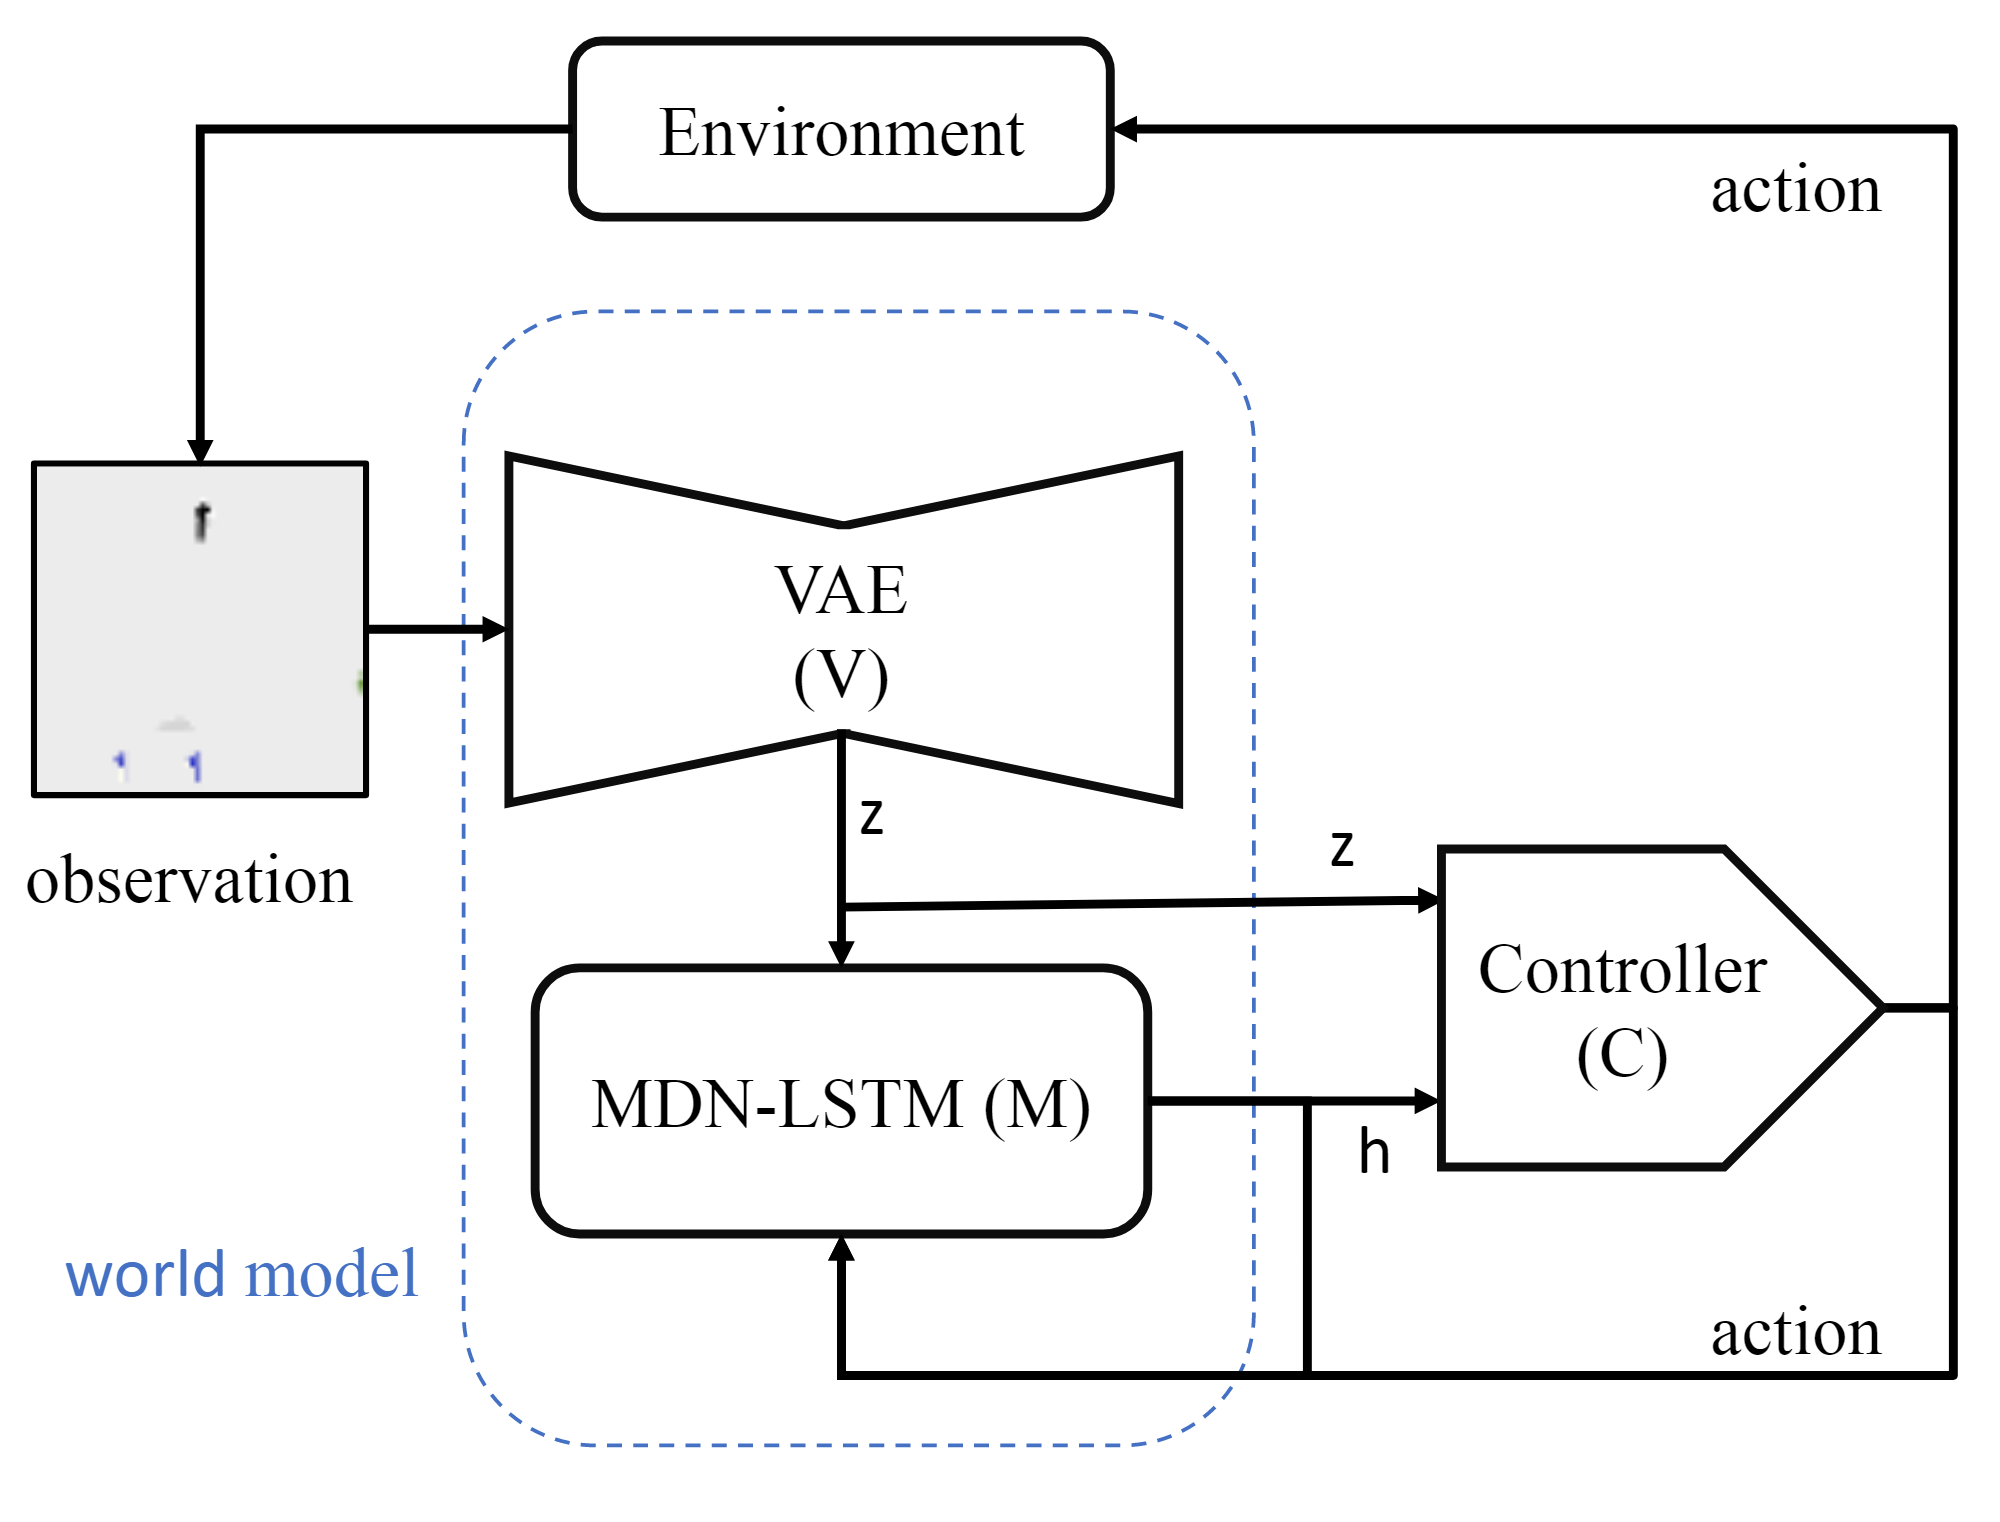 Environment
action
VAE
(V)
z
z
observation
Controller
(C)
MDN-LSTM (M)
h
world model
action